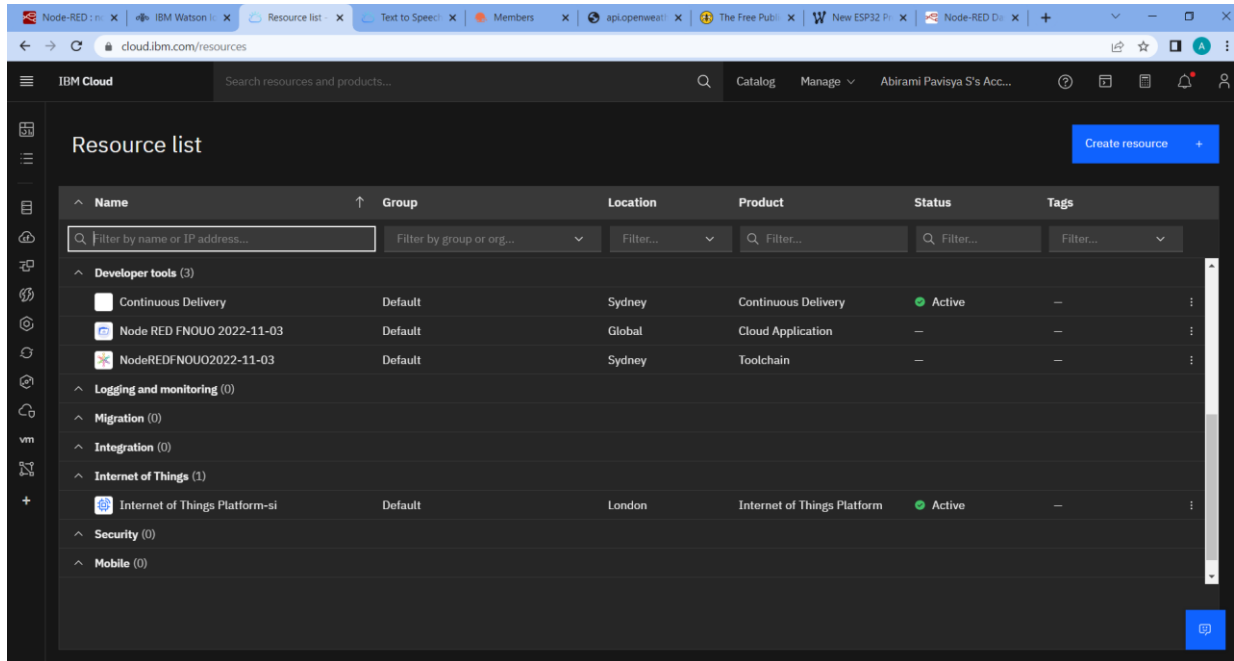 Node-RED : no
IBM Watson Io
Resource list -
Text to Speech
Members
api.openweath
The Free Publi
New ESP32 Pr
Node-RED Da
cloud.ibm.com/resources
A
IBM Cloud
Search resources and products...
Catalog
Manage
Abirami Pavisya S's Acc...
Resource list
Create resource +
Name Group Location Product Status Tags
Filter by name or IP address... Filter by group or org... Filter... Filter... Filter... Filter...
Developer tools (3)
Continuous Delivery Default Sydney Continuous Delivery Active –
Node RED FNOUO 2022-11-03 Default Global Cloud Application – –
NodeREDFNOUO2022-11-03 Default Sydney Toolchain – –
Logging and monitoring (0)
Migration (0)
Integration (0)
Internet of Things (1)
Internet of Things Platform-si Default London Internet of Things Platform Active –
Security (0)
Mobile (0)
vm